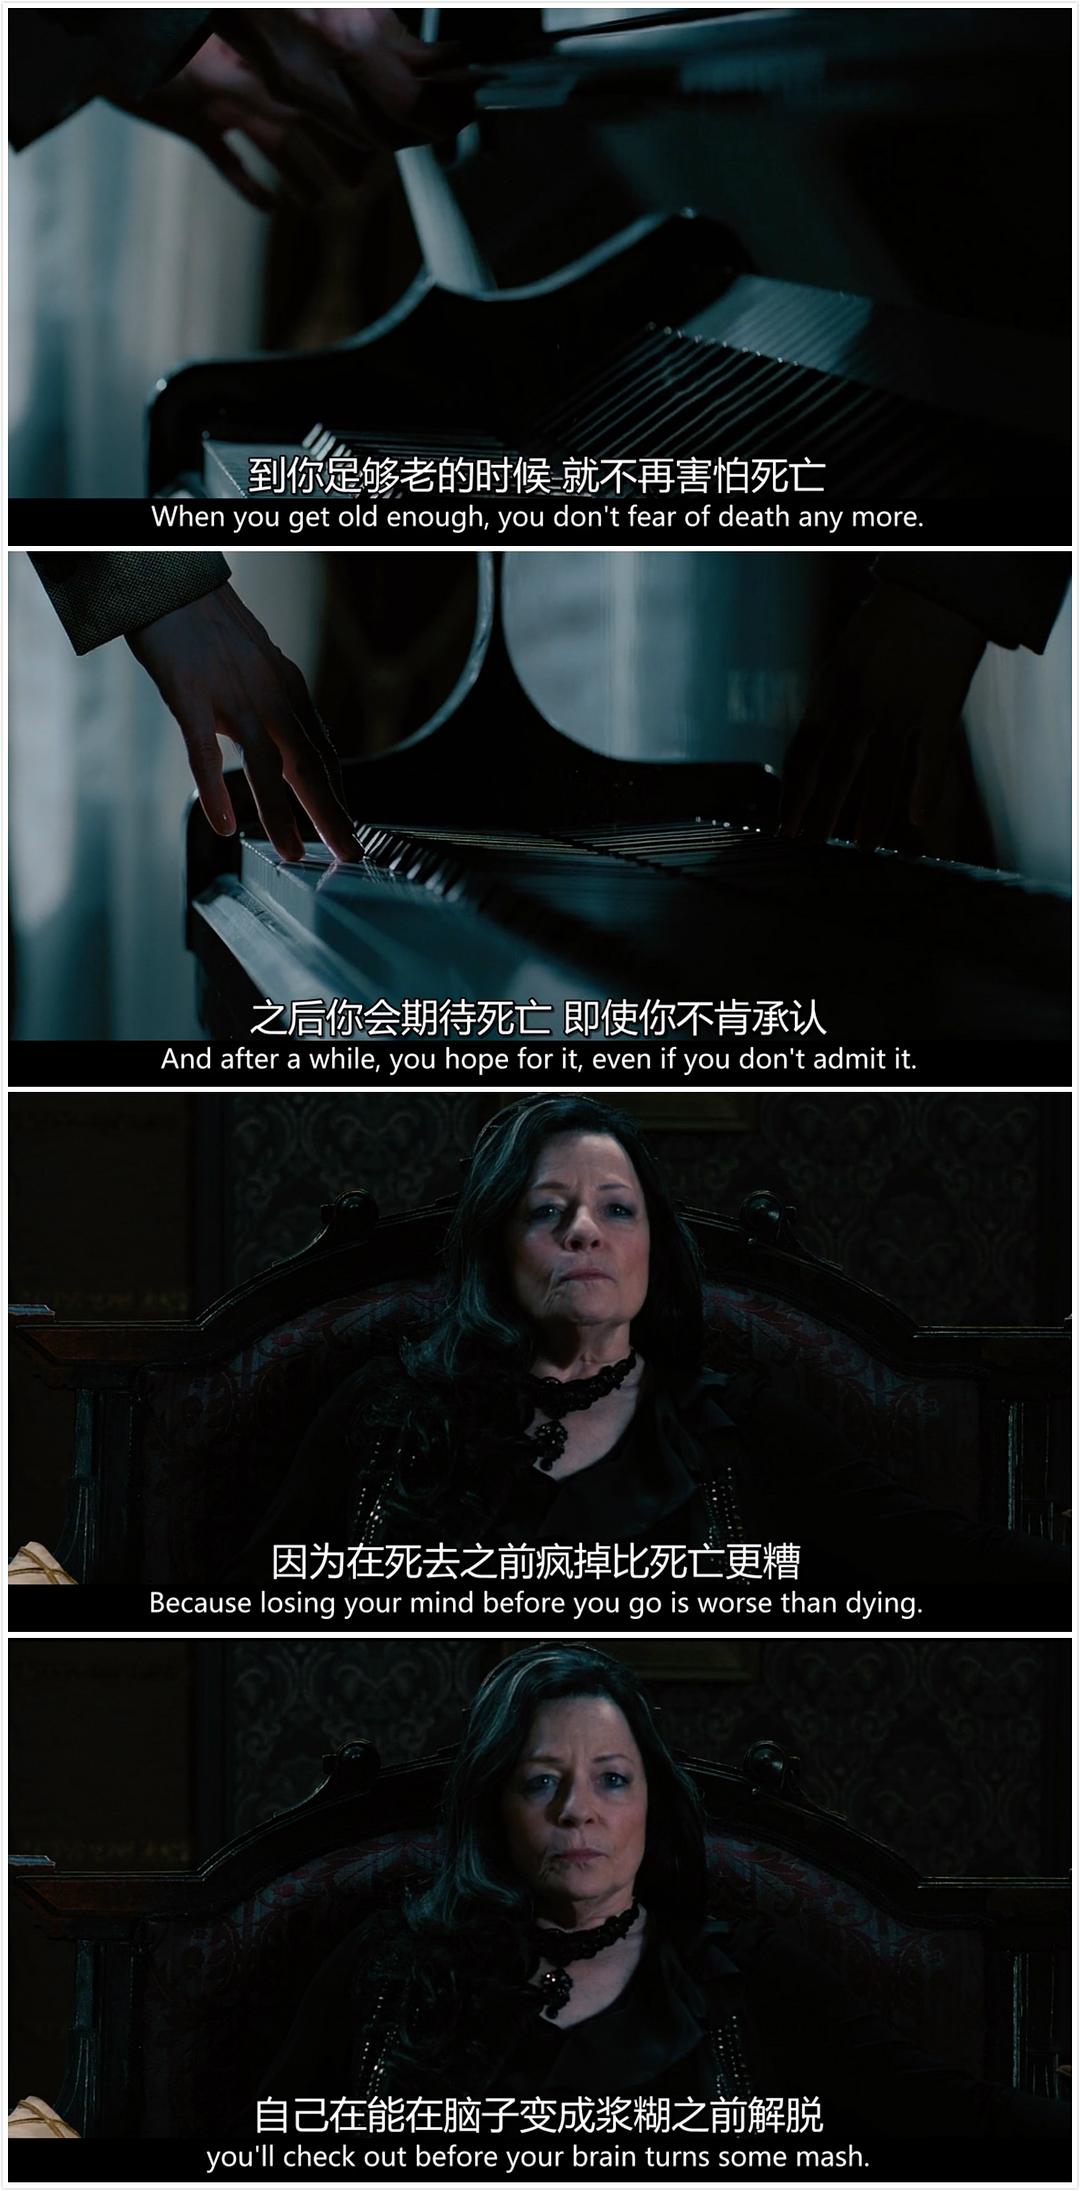 到你足够老的时候 就不再害怕死亡
When you get old enough, you don't fear of death any more.
之后你会期待死亡 即使你不肯承认
And after a while, you hope for it, even if you don't admit it.
因为在死去之前疯掉比死亡更糟
Because losing your mind before you go is worse than dying.
自己在能在脑子变成浆糊之前解脱
you'll check out before your brain turns some mash.